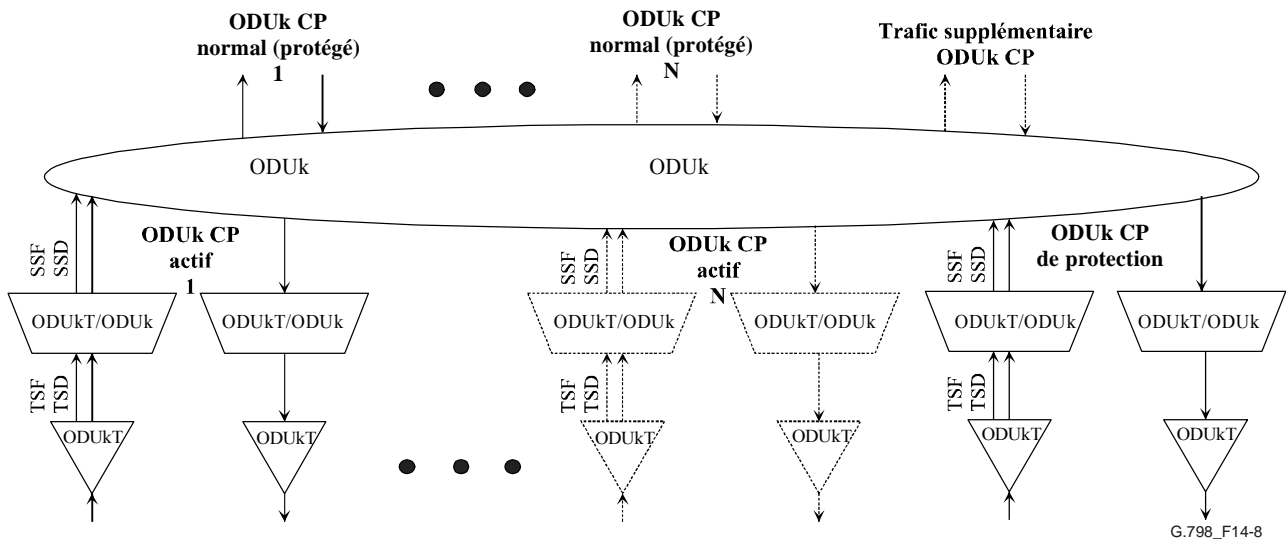 ODUk CP
normal (protégé)
1
ODUk CP
normal (protégé)
N
Trafic supplémentaire
ODUk CP
ODUk
ODUk
SSF
SSD
ODUk CP
actif
1
SSF
SSD
ODUk CP
actif
N
SSF
SSD
ODUk CP
de protection
ODUkT/ODUk
ODUkT/ODUk
ODUkT/ODUk
ODUkT/ODUk
ODUkT/ODUk
ODUkT/ODUk
TSF
TSD
TSF
TSD
TSF
TSD
ODUkT
ODUkT
ODUkT
ODUkT
ODUkT
ODUkT
G.798_F14-8